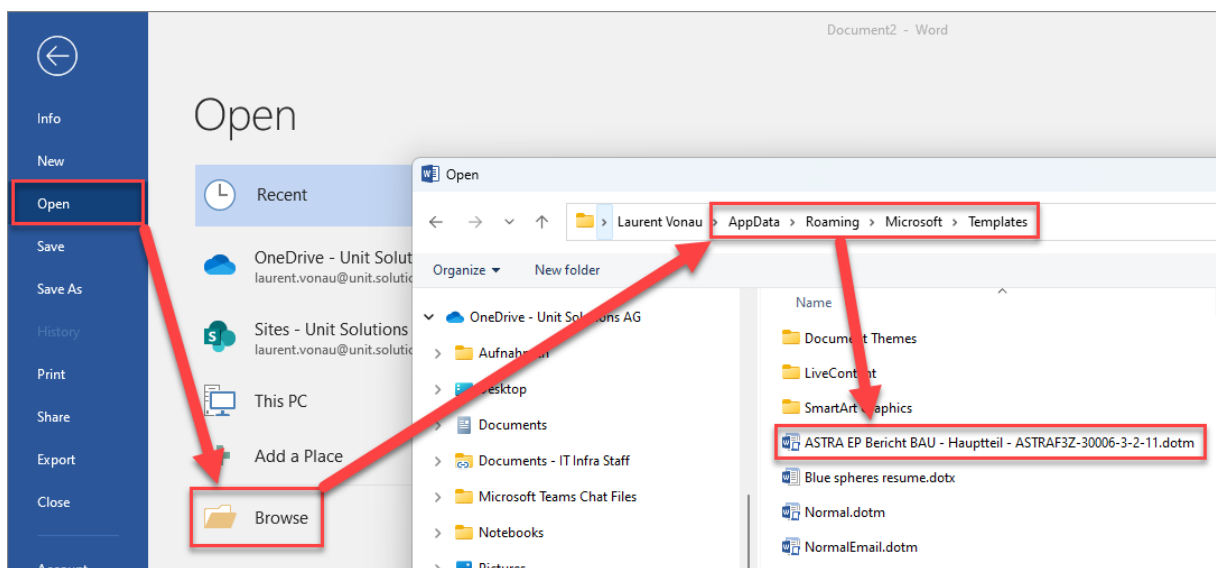 Document2 - Word
Info
New
Open
Save
Save As
History
Print
Share
Export
Close
Account
Open
Recent
OneDrive - Unit Solut
laurent.vonau@unit.solutio
Sites - Unit Solutions
laurent.vonau@unit.solutio
This PC
Add a Place
Browse
Open
Laurent Vonau > AppData > Roaming > Microsoft > Templates
Organize
New folder
OneDrive - Unit Solutions AG
Desktop
Documents
Documents - IT Infra Staff
Microsoft Teams Chat Files
Notebooks
Pictures
Name
Document Themes
LiveContent
SmartArt Graphics
ASTRA EP Bericht BAU - Hauptteil - ASTRAF3Z-30006-3-2-11.dotm
Blue spheres resume.dotx
Normal.dotm
NormalEmail.dotm